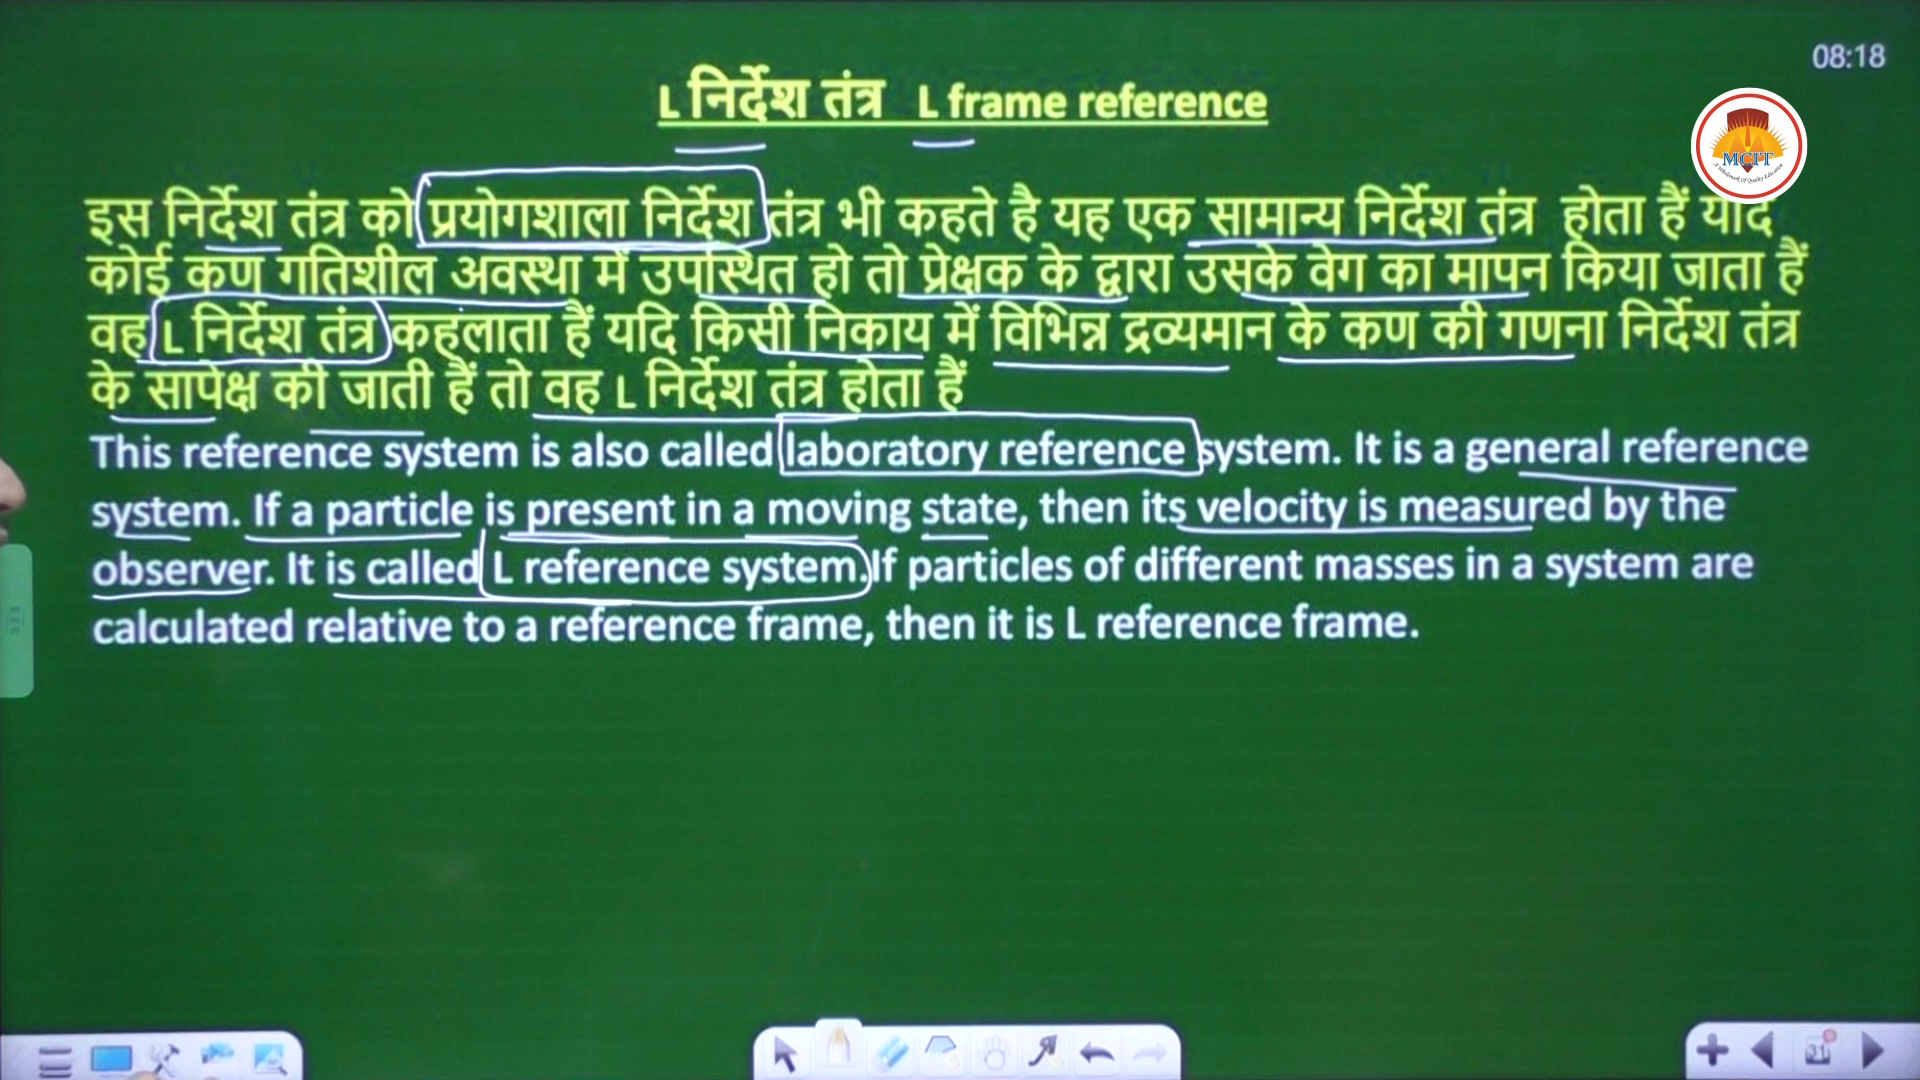 08:18
L निर्देश तंत्र L frame reference
MCIT
इस निर्देश तंत्र को प्रयोगशाला निर्देश तंत्र भी कहते है यह एक सामान्य निर्देश तंत्र होता हैं यदि
कोई कण गतिशील अवस्था में उपस्थित हो तो प्रेक्षक के द्वारा उसके वेग का मापन किया जाता हैं
वह L निर्देश तंत्र कहलाता हैं यदि किसी निकाय में विभिन्न द्रव्यमान के कण की गणना निर्देश तंत्र
के सापेक्ष की जाती हैं तो वह L निर्देश तंत्र होता हैं
This reference system is also called laboratory reference system. It is a general reference
system. If a particle is present in a moving state, then its velocity is measured by the
observer. It is called L reference system.If particles of different masses in a system are
calculated relative to a reference frame, then it is L reference frame.
31